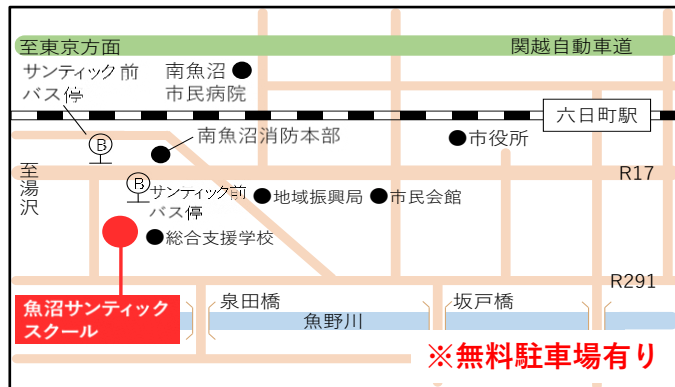 至東京方面
関越自動車道
サンティック前
バス停
南魚沼
市民病院
六日町駅
B
南魚沼消防本部
市役所
R17
至湯沢
B
サンティック前
バス停
地域振興局
市民会館
総合支援学校
R291
魚沼サンティック
スクール
泉田橋
坂戸橋
魚野川
※無料駐車場有り